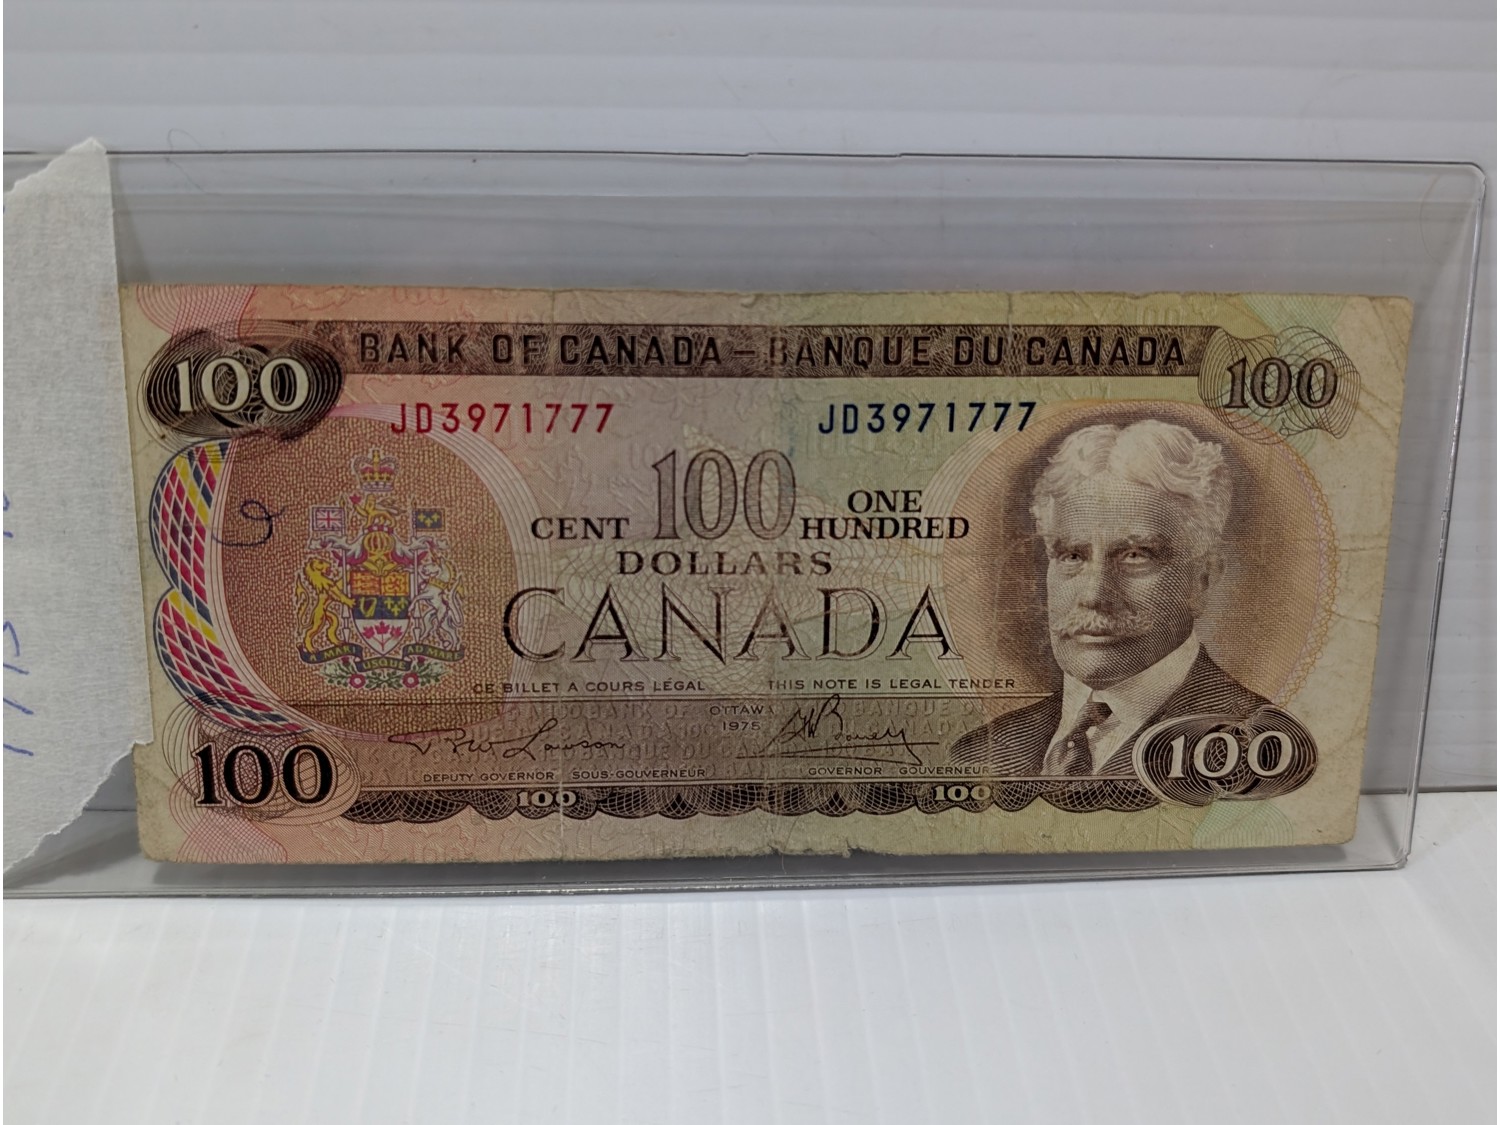 BANK OF CANADA – BANQUE DU CANADA
100
100
JD3971777
JD3971777
CENT 100 ONE HUNDRED
DOLLARS
CANADA
A MARI USQUE AD MARE
CE BILLET A COURS LÉGAL
THIS NOTE IS LEGAL TENDER
OTTAWA
1975
Lawson
Bouey
DEPUTY GOVERNOR SOUS-GOUVERNEUR
GOVERNOR GOUVERNEUR
100
100
100
100